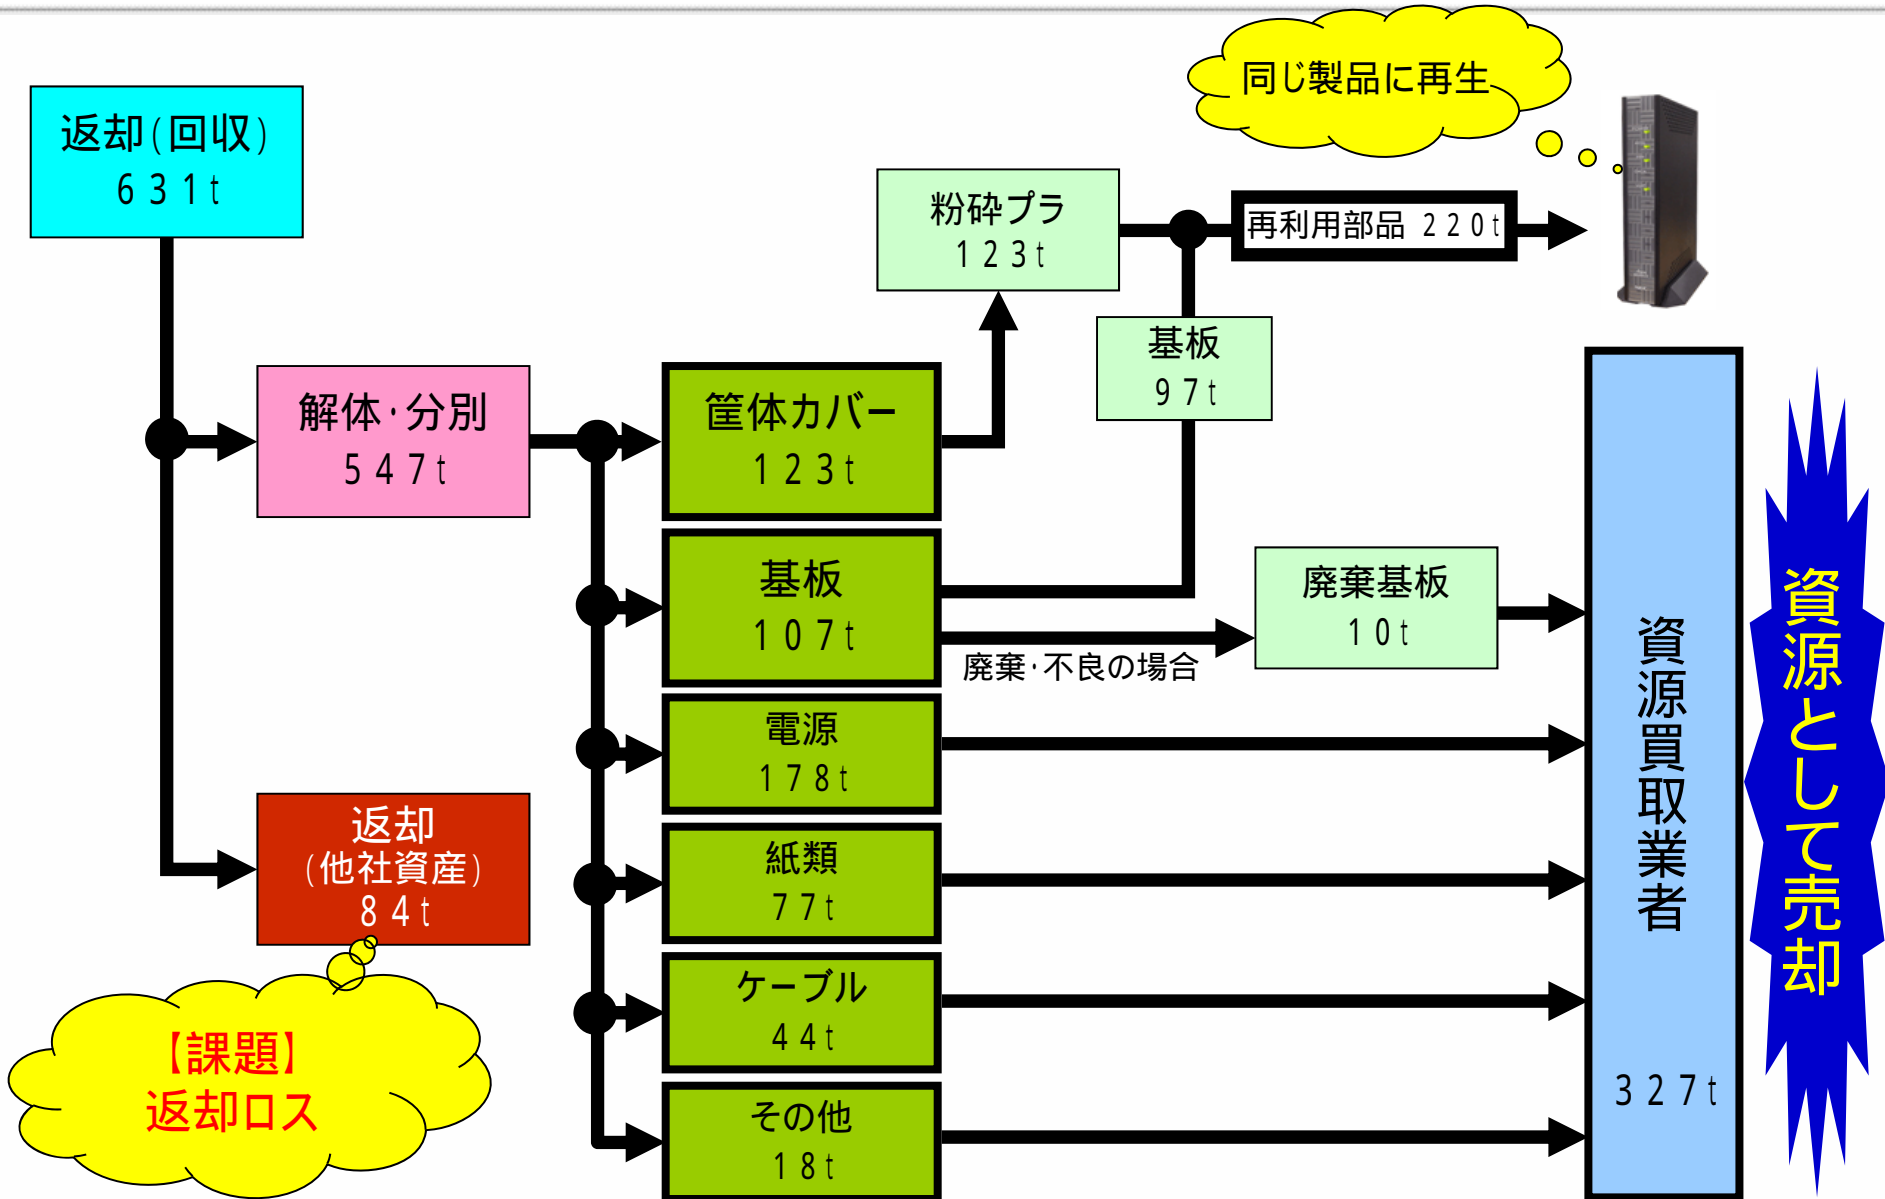 同じ製品に再生
返却(回収)
631t
粉砕プラ
123t
再利用部品 220t
基板
97t
解体・分別
547t
筐体カバー
123t
基板
107t
廃棄・不良の場合
廃棄基板
10t
電源
178t
返却
(他社資産)
84t
紙類
77t
ケーブル
44t
その他
18t
【課題】
返却ロス
資源買取業者
327t
資源として売却